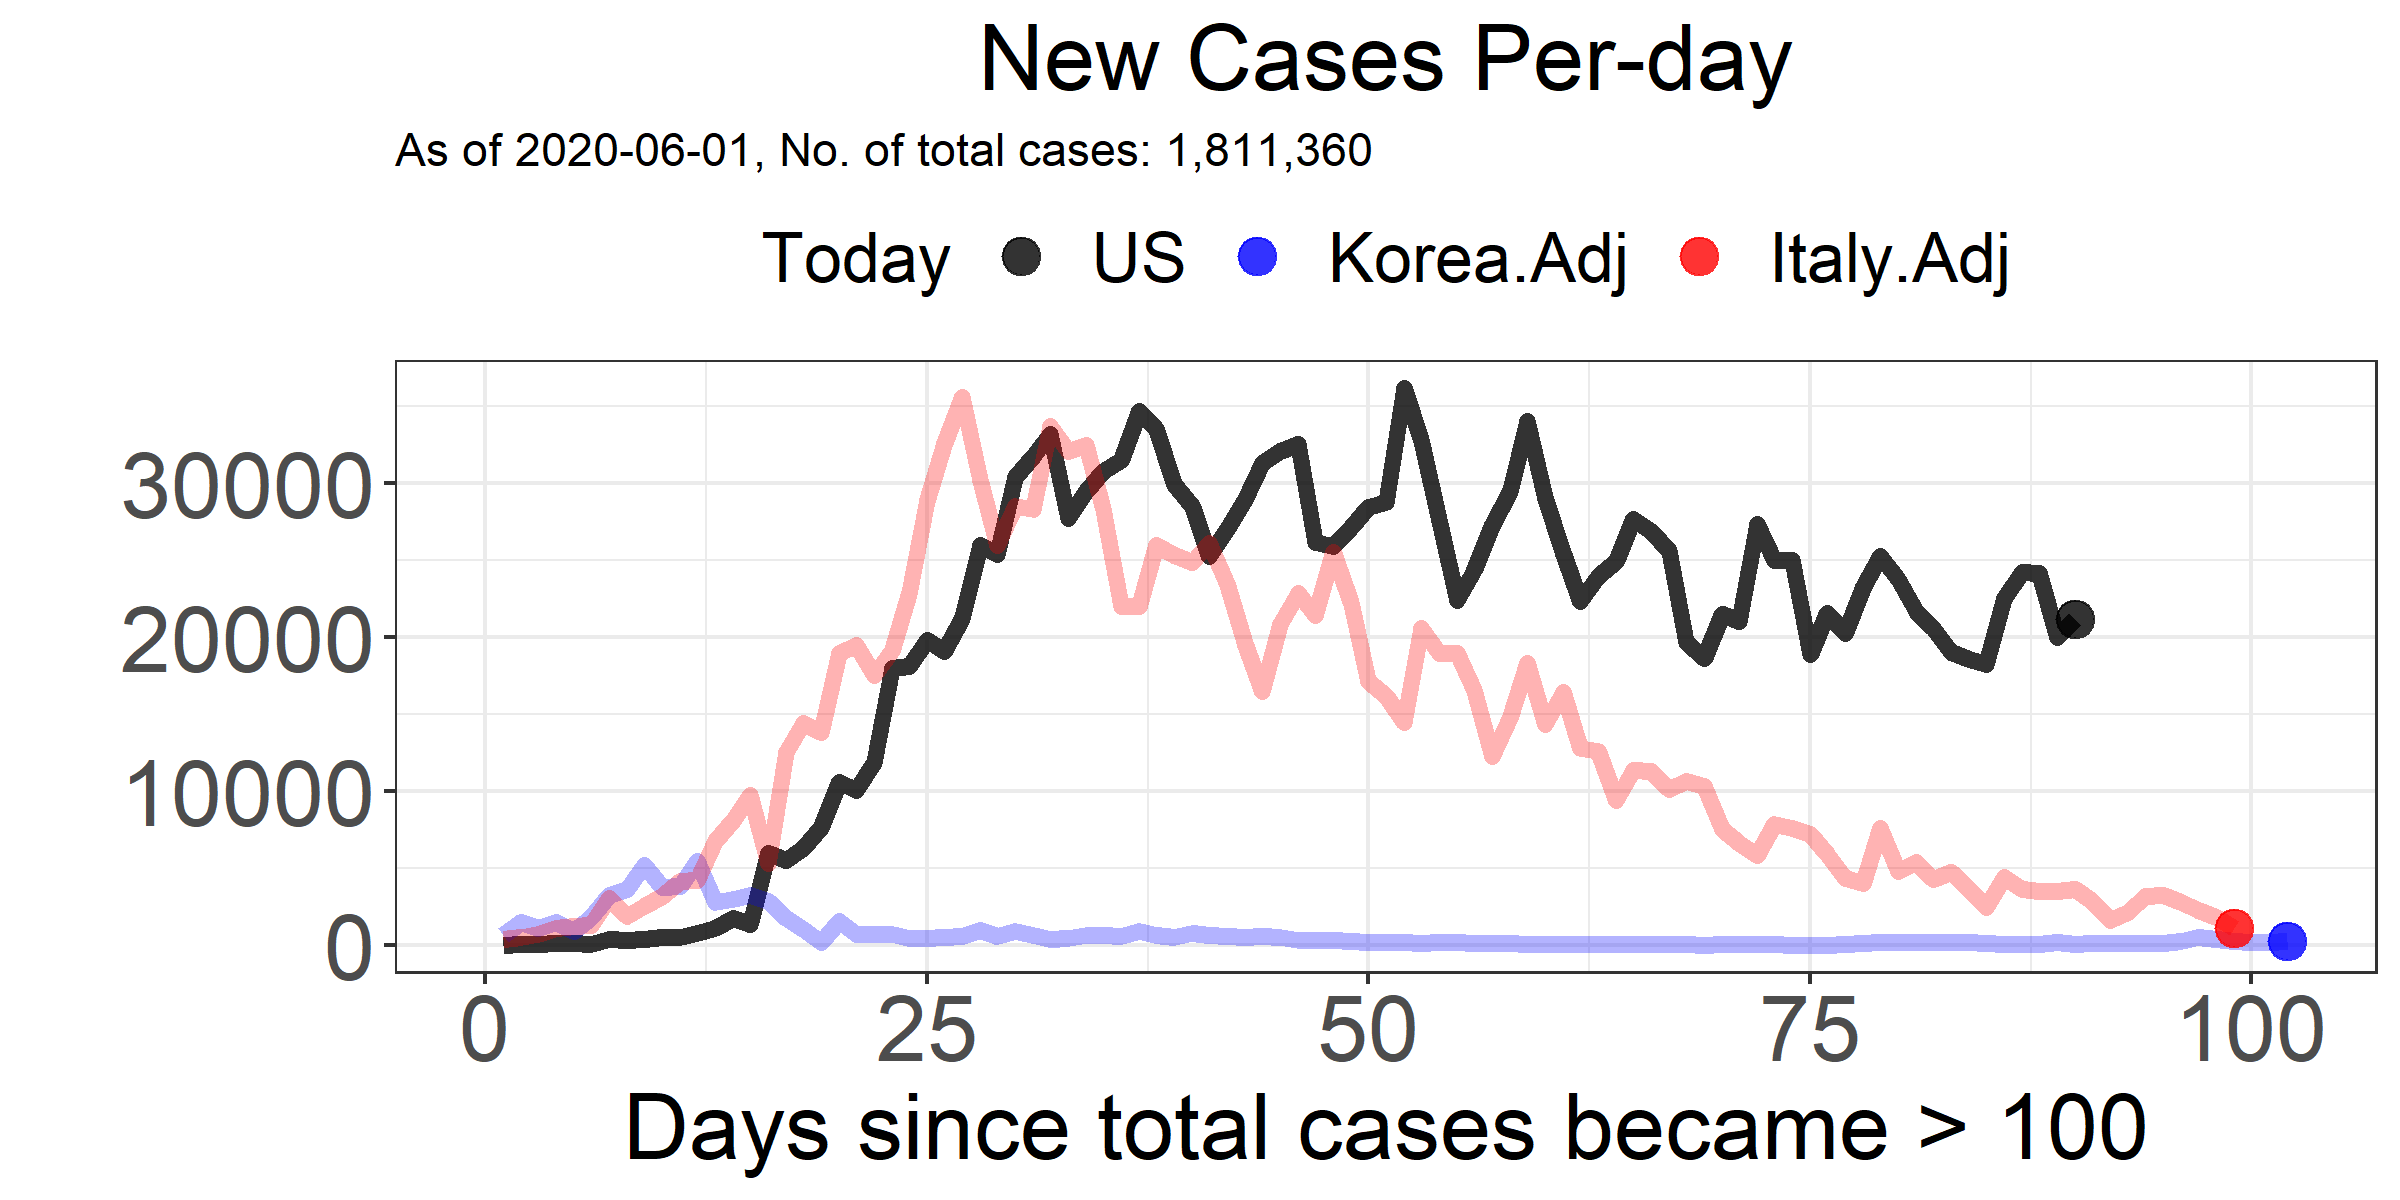 New Cases Per-day
As of 2020-06-01, No. of total cases: 1,811,360
Today US Korea.Adj Italy.Adj
30000
20000
10000
0
0 25 50 75 100
Days since total cases became > 100